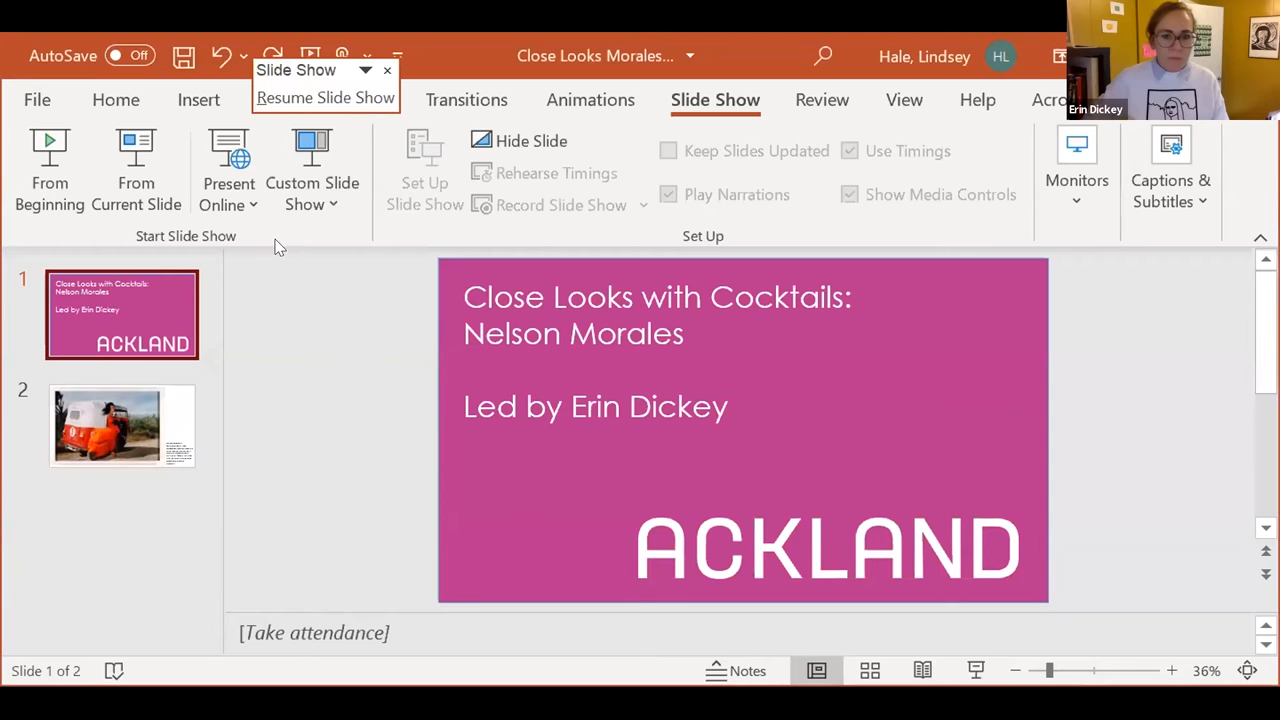 AutoSave Off
Close Looks Morales...
Hale, Lindsey HL
Erin Dickey
Slide Show
Resume Slide Show
File Home Insert Transitions Animations Slide Show Review View Help Acro
From Beginning
From Current Slide
Present Online
Custom Slide Show
Set Up Slide Show
Hide Slide
Rehearse Timings
Record Slide Show
Keep Slides Updated
Use Timings
Play Narrations
Show Media Controls
Monitors
Captions & Subtitles
Start Slide Show
Set Up
1
Close Looks with Cocktails:
Nelson Morales
Led by Erin Dickey
ACKLAND
2
Close Looks with Cocktails:
Nelson Morales
Led by Erin Dickey
ACKLAND
[Take attendance]
Slide 1 of 2
Notes
36%